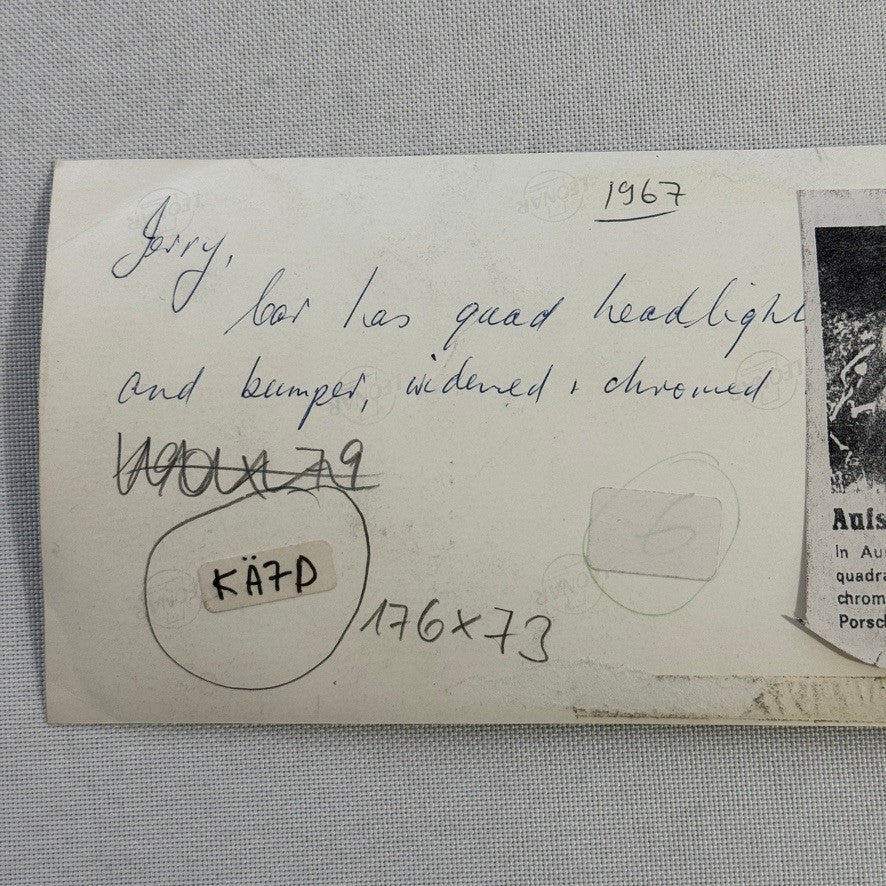 1967
Jerry,
Car has quad headlight
and bumper, widened + chromed
KÄ7D
176x73
6
Aufs
In Au
quadra
chrom
Porsch
LEONAR